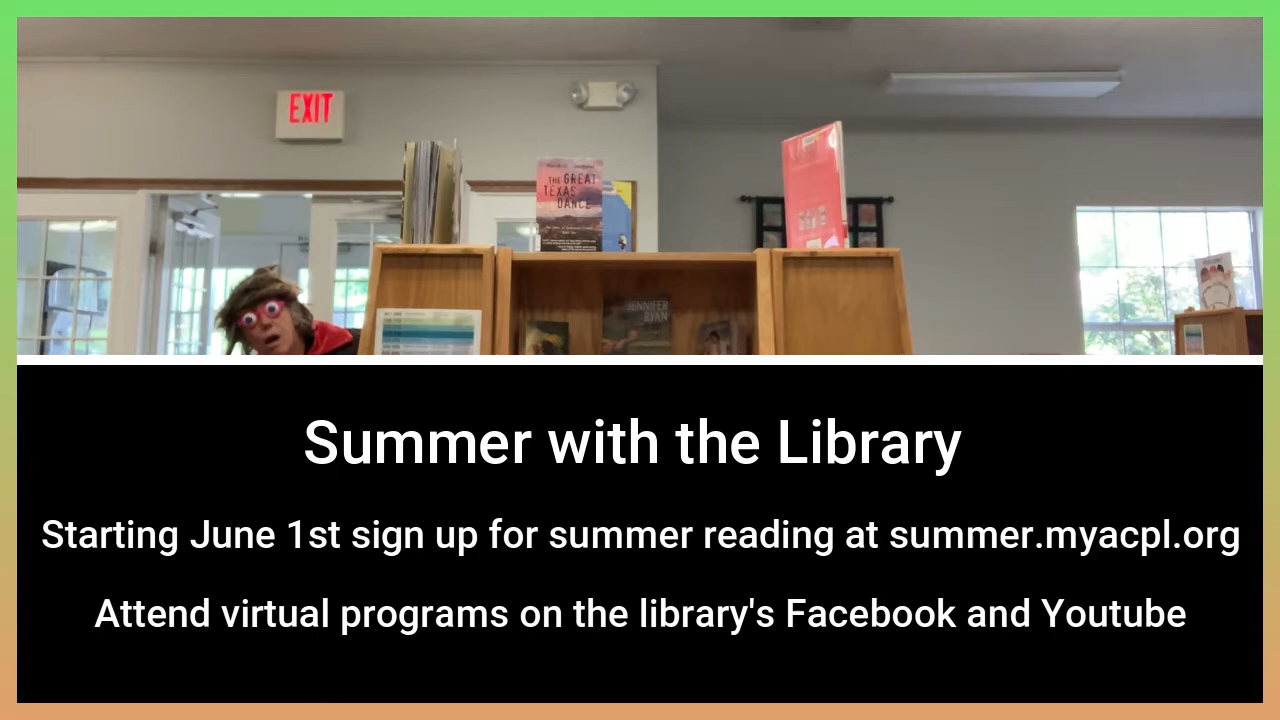 EXIT
THE GREAT
TEXAS
DANCE
JENNIFER
RYAN
Summer with the Library
Starting June 1st sign up for summer reading at summer.myacpl.org
Attend virtual programs on the library's Facebook and Youtube